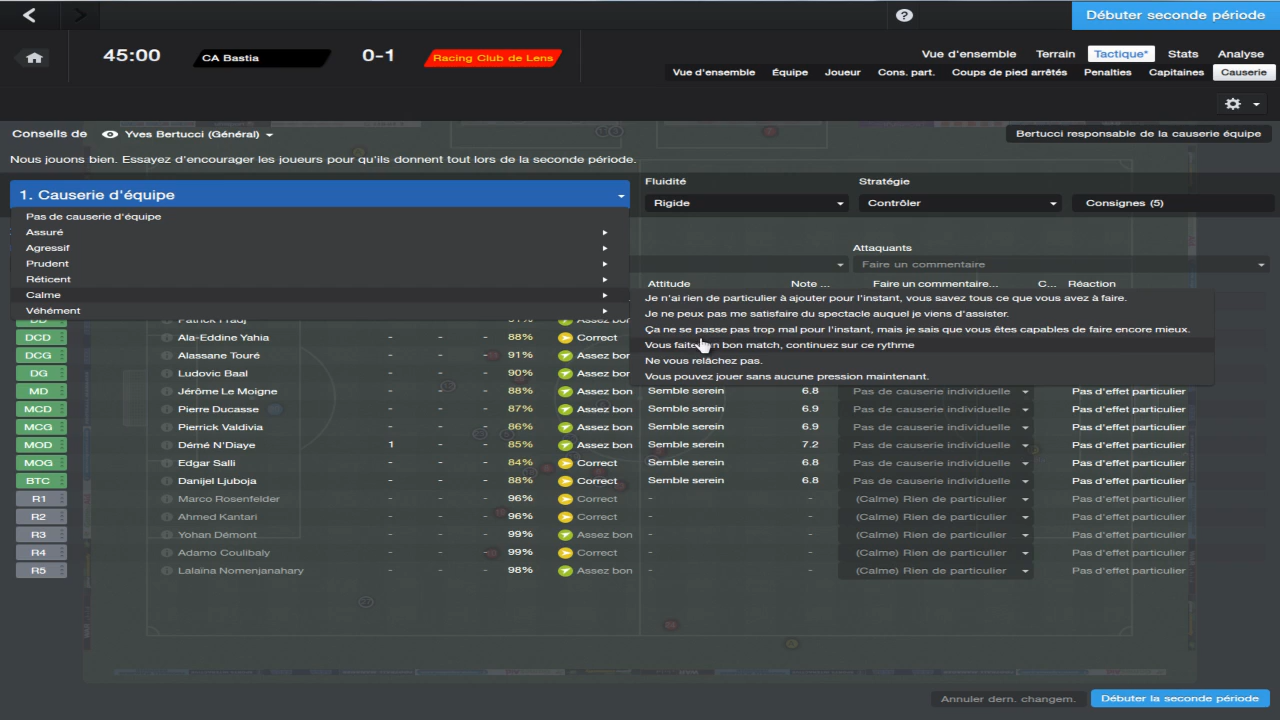 Débuter seconde période
45:00 CA Bastia 0-1 Racing Club de Lens
Vue d'ensemble Terrain Tactique* Stats Analyse
Vue d'ensemble Équipe Joueur Cons. part. Coups de pied arrêtés Penalties Capitaines Causerie
Conseils de Yves Bertucci (Général) Bertucci responsable de la causerie équipe
Nous jouons bien. Essayez d'encourager les joueurs pour qu'ils donnent tout lors de la seconde période.
1. Causerie d'équipe
Fluidité Stratégie
Rigide Contrôler Consignes (5)
Pas de causerie d'équipe
Assuré
Agressif
Prudent
Réticent
Calme
Véhément
Attaquants
Faire un commentaire
Attitude Note ... Faire un commentaire... C... Réaction
Je n'ai rien de particulier à ajouter pour l'instant, vous savez tous ce que vous avez à faire.
Je ne peux pas me satisfaire du spectacle auquel je viens d'assister.
Ça ne se passe pas trop mal pour l'instant, mais je sais que vous êtes capables de faire encore mieux.
Vous faites un bon match, continuez sur ce rythme
Ne vous relâchez pas.
Vous pouvez jouer sans aucune pression maintenant.
DCD Ala-Eddine Yahia - - - 88% Correct
DCG Alassane Touré - - - 91% Assez bon
DG Ludovic Baal - - - 90% Assez bon
MD Jérôme Le Moigne - - - 88% Assez bon Semble serein 6.8 Pas de causerie individuelle Pas d'effet particulier
MCD Pierre Ducasse - - - 87% Assez bon Semble serein 6.9 Pas de causerie individuelle Pas d'effet particulier
MCG Pierrick Valdivia - - - 86% Assez bon Semble serein 6.9 Pas de causerie individuelle Pas d'effet particulier
MOD Démé N'Diaye 1 - - 85% Assez bon Semble serein 7.2 Pas de causerie individuelle Pas d'effet particulier
MOG Edgar Salli - - - 84% Correct Semble serein 6.8 Pas de causerie individuelle Pas d'effet particulier
BTC Danijel Ljuboja - - - 88% Correct Semble serein 6.8 Pas de causerie individuelle Pas d'effet particulier
R1 Marco Rosenfelder - - - 96% Correct - - (Calme) Rien de particulier Pas d'effet particulier
R2 Ahmed Kantari - - - 96% Correct - - (Calme) Rien de particulier Pas d'effet particulier
R3 Yohan Démont - - - 99% Assez bon - - (Calme) Rien de particulier Pas d'effet particulier
R4 Adamo Coulibaly - - - 99% Correct - - (Calme) Rien de particulier Pas d'effet particulier
R5 Lalaina Nomenjanahary - - - 98% Assez bon - - (Calme) Rien de particulier Pas d'effet particulier
Annuler dern. changem. Débuter la seconde période